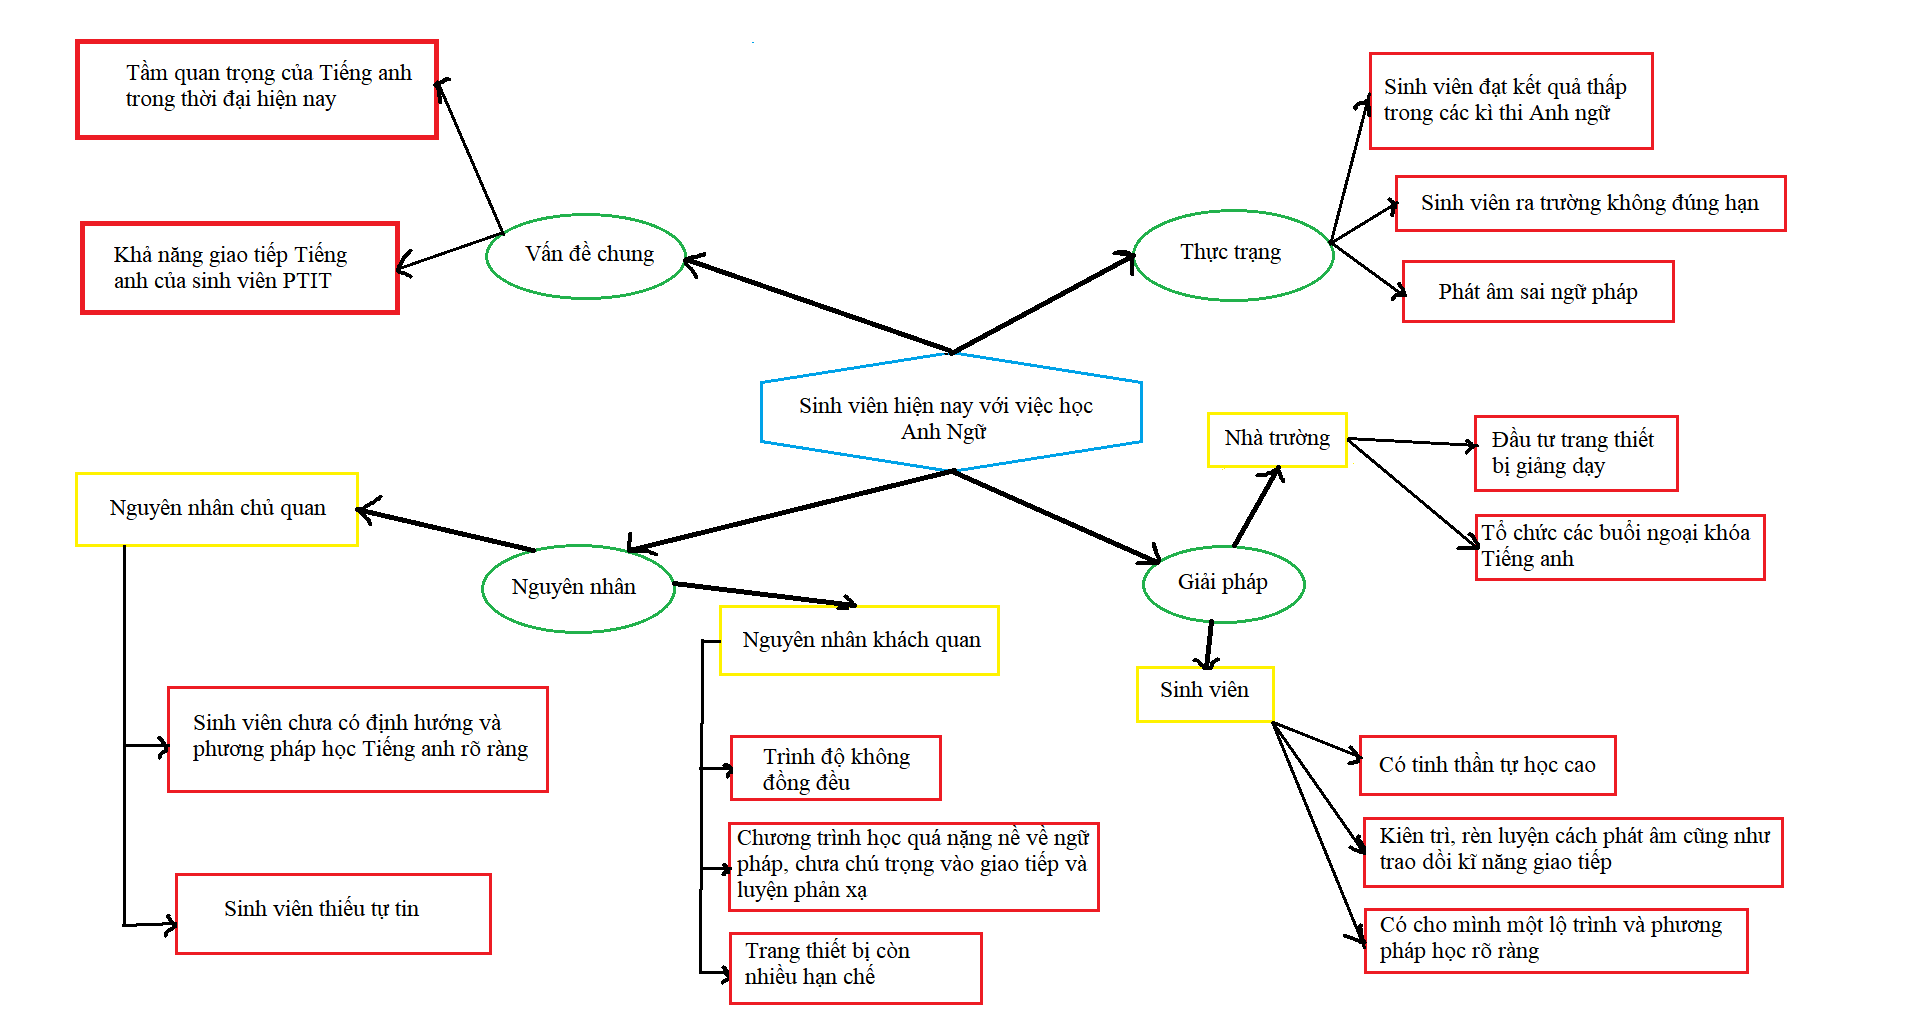 Tầm quan trọng của Tiếng anh
trong thời đại hiện nay
Khả năng giao tiếp Tiếng
anh của sinh viên PTIT
Vấn đề chung
Thực trạng
Sinh viên đạt kết quả thấp
trong các kì thi Anh ngữ
Sinh viên ra trường không đúng hạn
Phát âm sai ngữ pháp
Sinh viên hiện nay với việc học
Anh Ngữ
Nguyên nhân chủ quan
Nguyên nhân
Nguyên nhân khách quan
Sinh viên chưa có định hướng và
phương pháp học Tiếng anh rõ ràng
Sinh viên thiếu tự tin
Trình độ không
đồng đều
Chương trình học quá nặng nề về ngữ
pháp, chưa chú trọng vào giao tiếp và
luyện phản xạ
Trang thiết bị còn
nhiều hạn chế
Giải pháp
Nhà trường
Đầu tư trang thiết
bị giảng dạy
Tổ chức các buổi ngoại khóa
Tiếng anh
Sinh viên
Có tinh thần tự học cao
Kiên trì, rèn luyện cách phát âm cũng như
trao dồi kĩ năng giao tiếp
Có cho mình một lộ trình và phương
pháp học rõ ràng